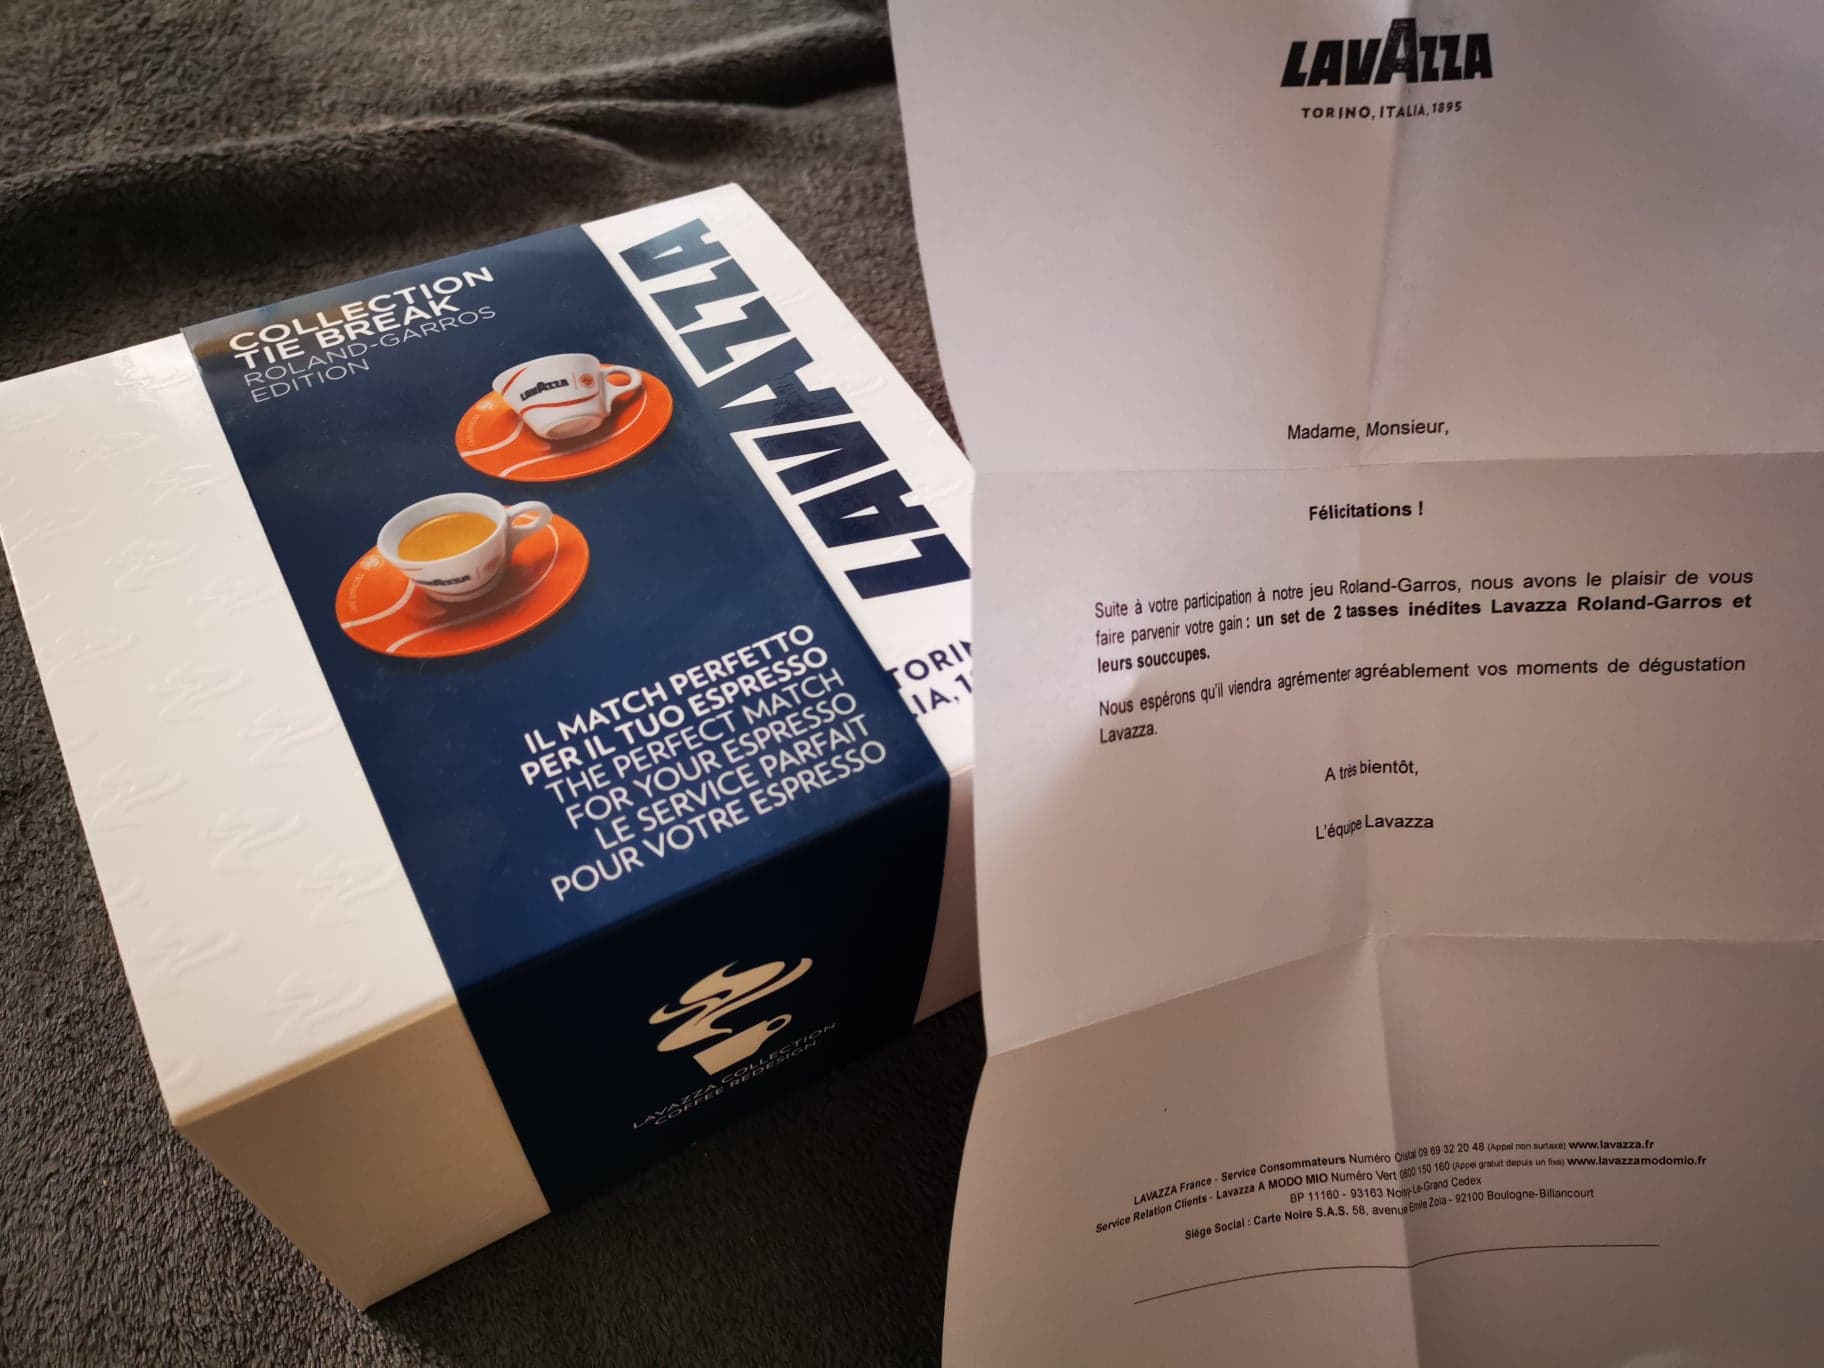 COLLECTION
TIE BREAK
ROLAND-GARROS
EDITION
LAVAZZA
LAVAZZA
LAVAZZA
IL MATCH PERFETTO
PER IL TUO ESPRESSO
THE PERFECT MATCH
FOR YOUR ESPRESSO
LE SERVICE PARFAIT
POUR VOTRE ESPRESSO
LAVAZZA COLLECTION
COFFEE REDESIGN
LAVAZZA
TORINO, ITALIA, 1895
Madame, Monsieur,
Félicitations !
Suite à votre participation à notre jeu Roland-Garros, nous avons le plaisir de vous
faire parvenir votre gain : un set de 2 tasses inédites Lavazza Roland-Garros et
leurs souccupes.
Nous espérons qu'il viendra agrémenter agréablement vos moments de dégustation
Lavazza.
A très bientôt,
L'équipe Lavazza
LAVAZZA France - Service Consommateurs Numéro Cristal 09 69 32 20 48 (Appel non surtaxé) www.lavazza.fr
Service Relation Clients - Lavazza A MODO MIO Numéro Vert 0800 150 160 (Appel gratuit depuis un fixe) www.lavazzamodomio.fr
BP 11160 - 93163 Noisy-Le-Grand Cedex
Siége Social : Carte Noire S.A.S. 58, avenue Emile Zola - 92100 Boulogne-Billancourt